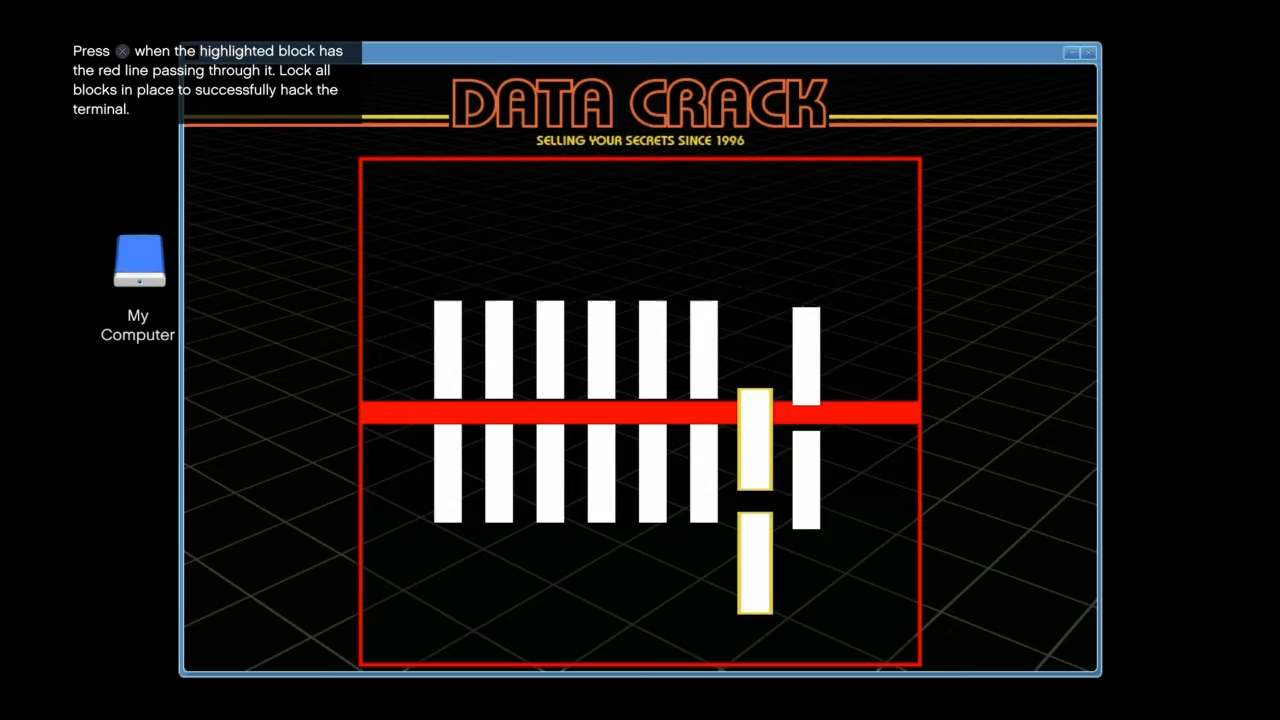 Press ⓧ when the highlighted block has
the red line passing through it. Lock all
blocks in place to successfully hack the
terminal.
DATA CRACK
SELLING YOUR SECRETS SINCE 1996
My
Computer